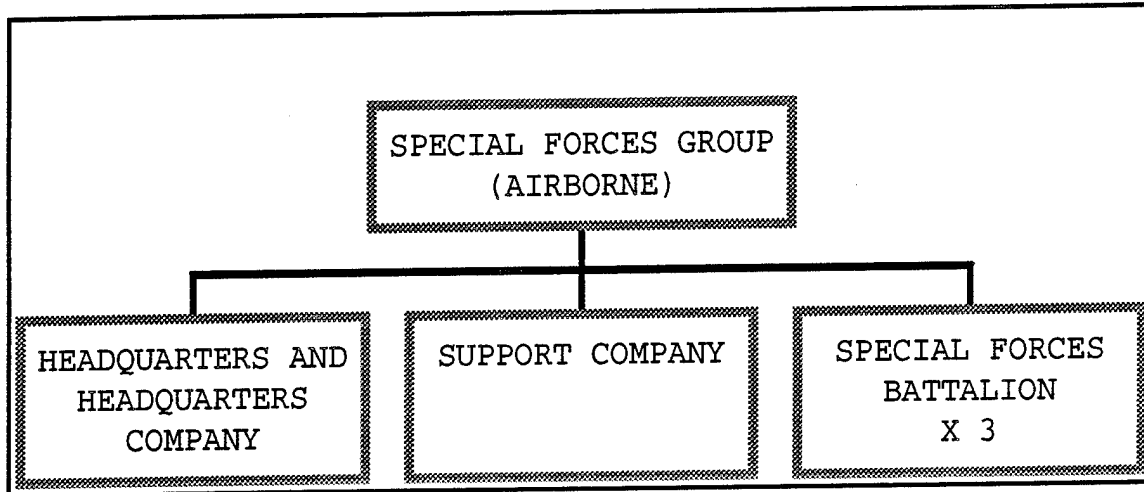 SPECIAL FORCES GROUP
(AIRBORNE)
HEADQUARTERS AND
HEADQUARTERS
COMPANY
SUPPORT COMPANY
SPECIAL FORCES
BATTALION
X 3